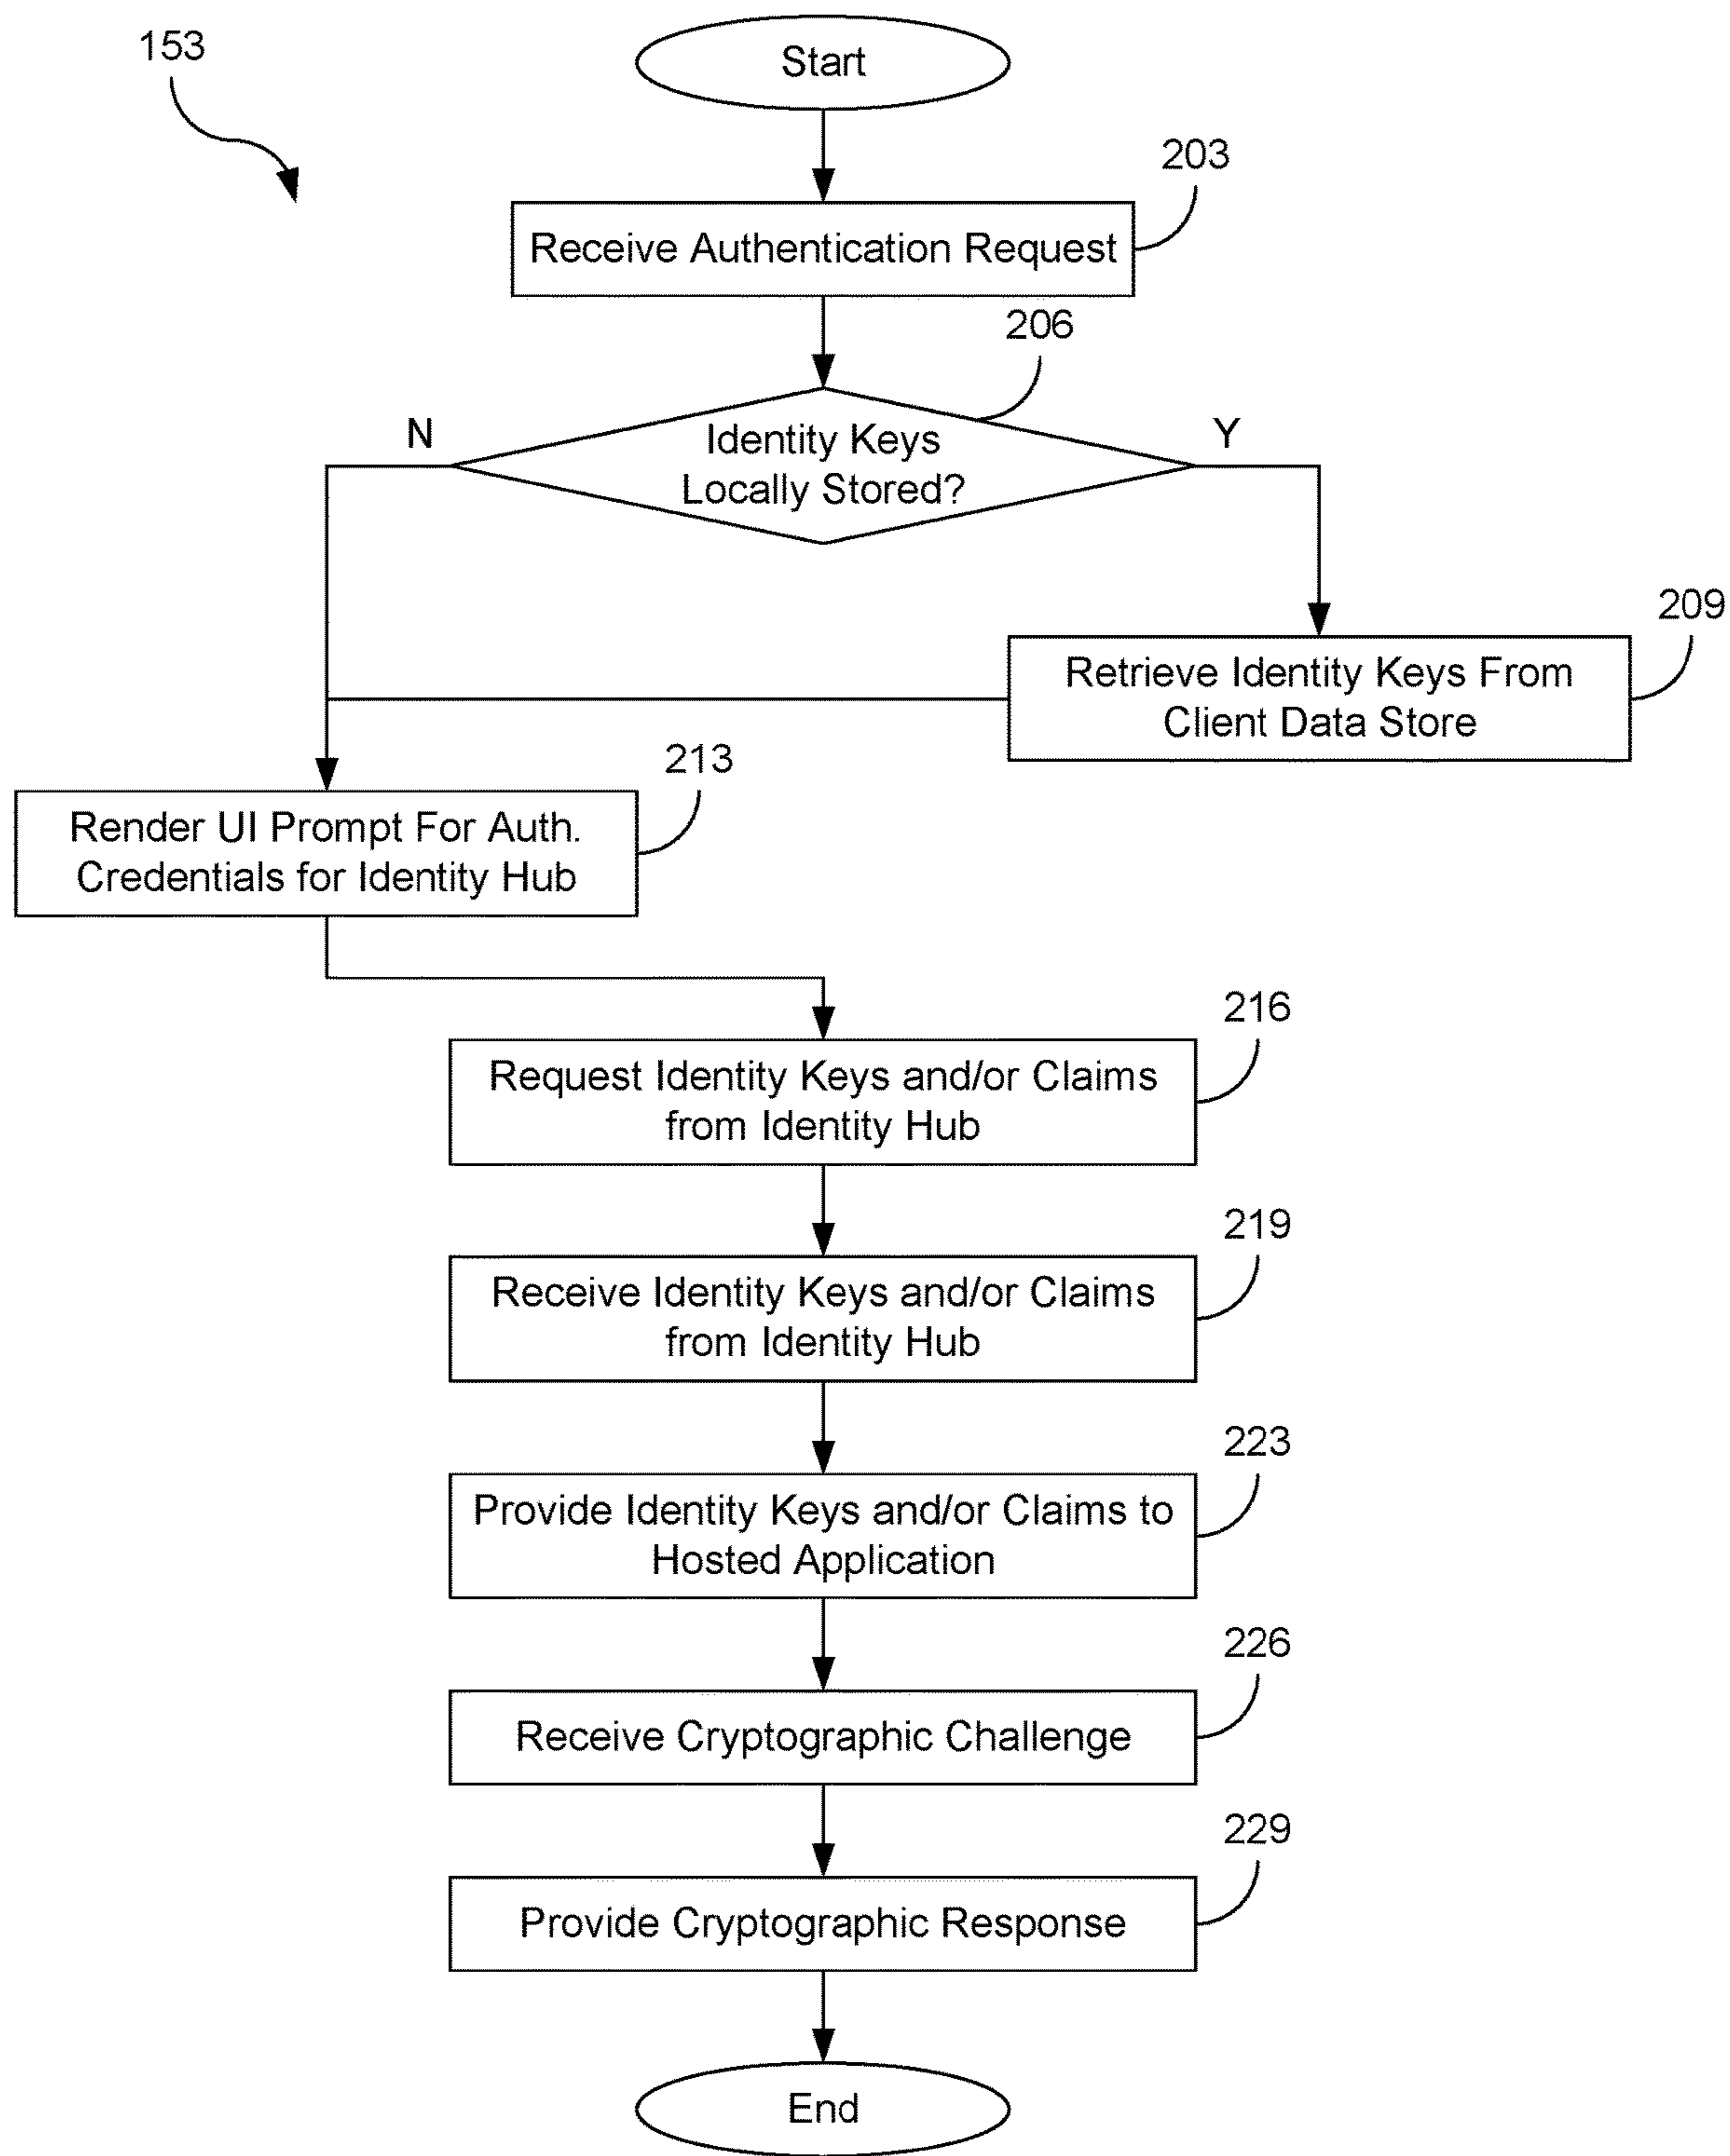 153
Start
203
Receive Authentication Request
206
N
Identity Keys
Locally Stored?
Y
209
Retrieve Identity Keys From
Client Data Store
213
Render UI Prompt For Auth.
Credentials for Identity Hub
216
Request Identity Keys and/or Claims
from Identity Hub
219
Receive Identity Keys and/or Claims
from Identity Hub
223
Provide Identity Keys and/or Claims to
Hosted Application
226
Receive Cryptographic Challenge
229
Provide Cryptographic Response
End